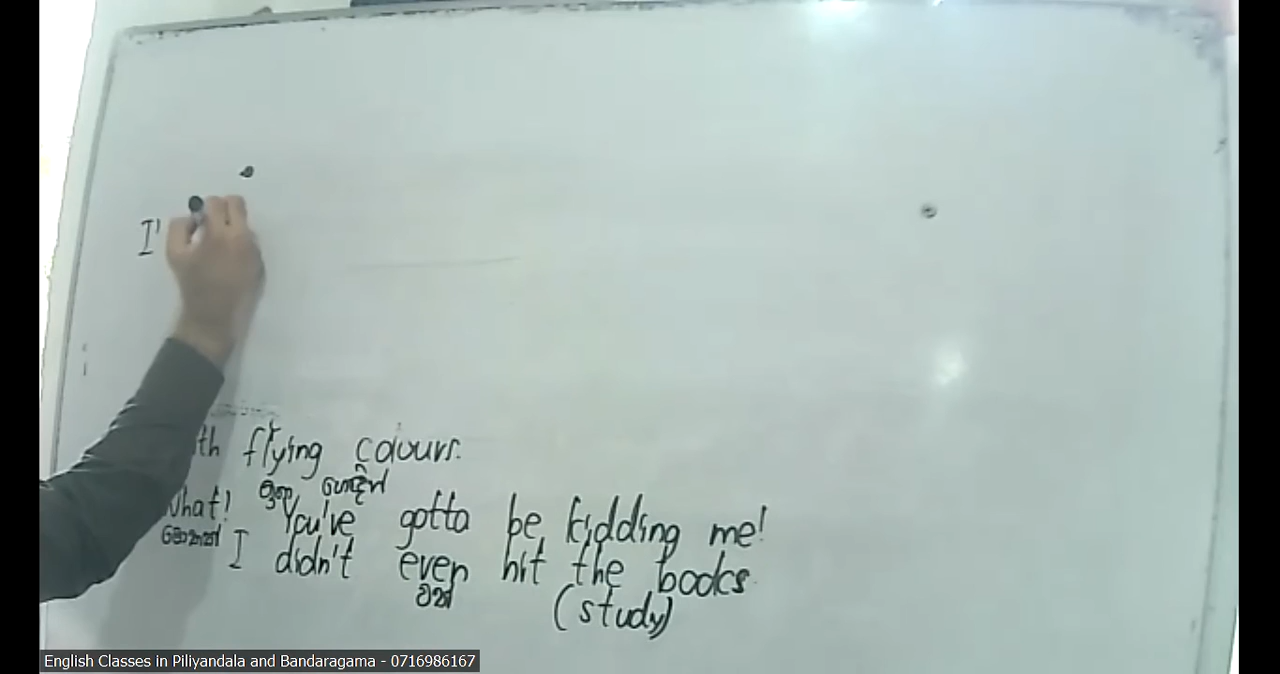 I'
th flying colours.
What! You've gotta be kidding me!
I didn't even hit the books
(study)
English Classes in Piliyandala and Bandaragama - 0716986167